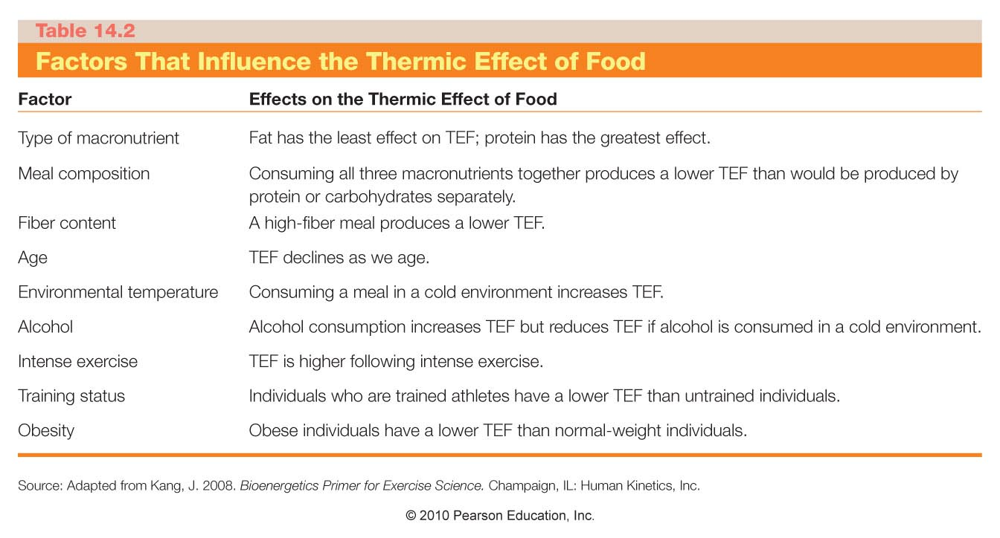 Table 14.2
Factors That Influence the Thermic Effect of Food
Factor Effects on the Thermic Effect of Food
Type of macronutrient Fat has the least effect on TEF; protein has the greatest effect.
Meal composition Consuming all three macronutrients together produces a lower TEF than would be produced by
protein or carbohydrates separately.
Fiber content A high-fiber meal produces a lower TEF.
Age TEF declines as we age.
Environmental temperature Consuming a meal in a cold environment increases TEF.
Alcohol Alcohol consumption increases TEF but reduces TEF if alcohol is consumed in a cold environment.
Intense exercise TEF is higher following intense exercise.
Training status Individuals who are trained athletes have a lower TEF than untrained individuals.
Obesity Obese individuals have a lower TEF than normal-weight individuals.
Source: Adapted from Kang, J. 2008. Bioenergetics Primer for Exercise Science. Champaign, IL: Human Kinetics, Inc.
© 2010 Pearson Education, Inc.